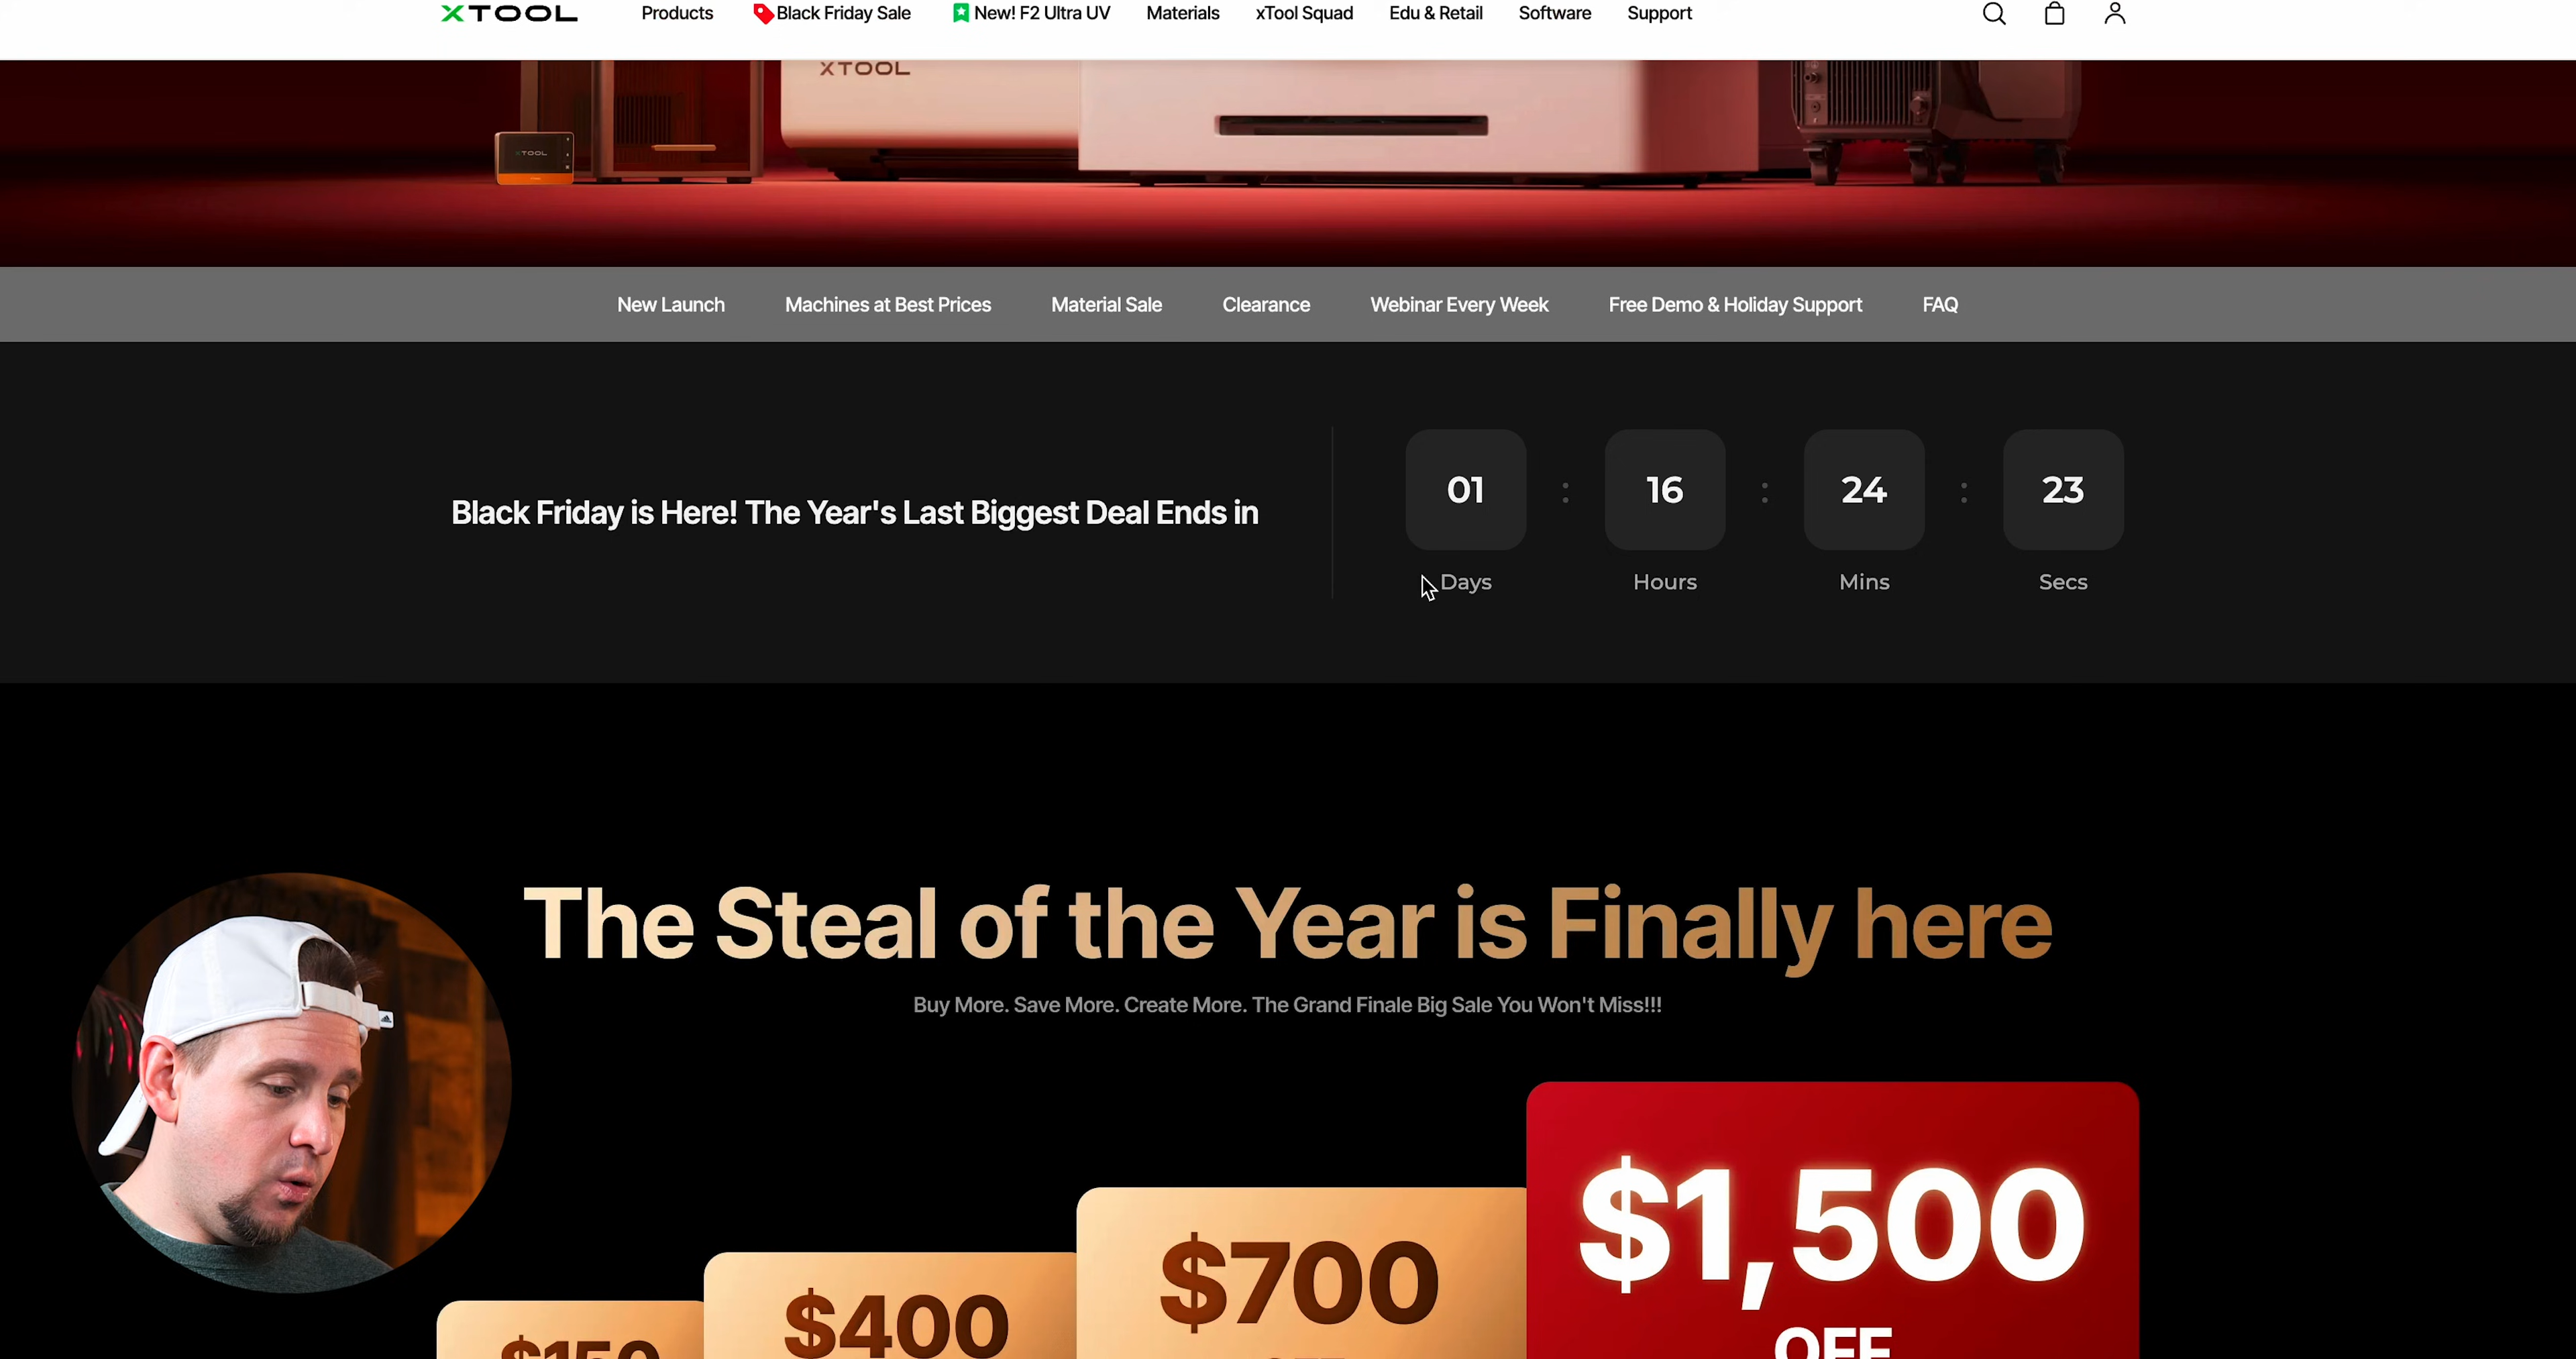 XTOOL
Products Black Friday Sale New! F2 Ultra UV Materials xTool Squad Edu & Retail Software Support
XTOOL
XTOOL
New Launch Machines at Best Prices Material Sale Clearance Webinar Every Week Free Demo & Holiday Support FAQ
Black Friday is Here! The Year's Last Biggest Deal Ends in
01 : 16 : 24 : 23
Days Hours Mins Secs
The Steal of the Year is Finally here
Buy More. Save More. Create More. The Grand Finale Big Sale You Won't Miss!!!
$150
$400
$700
$1,500
OFF